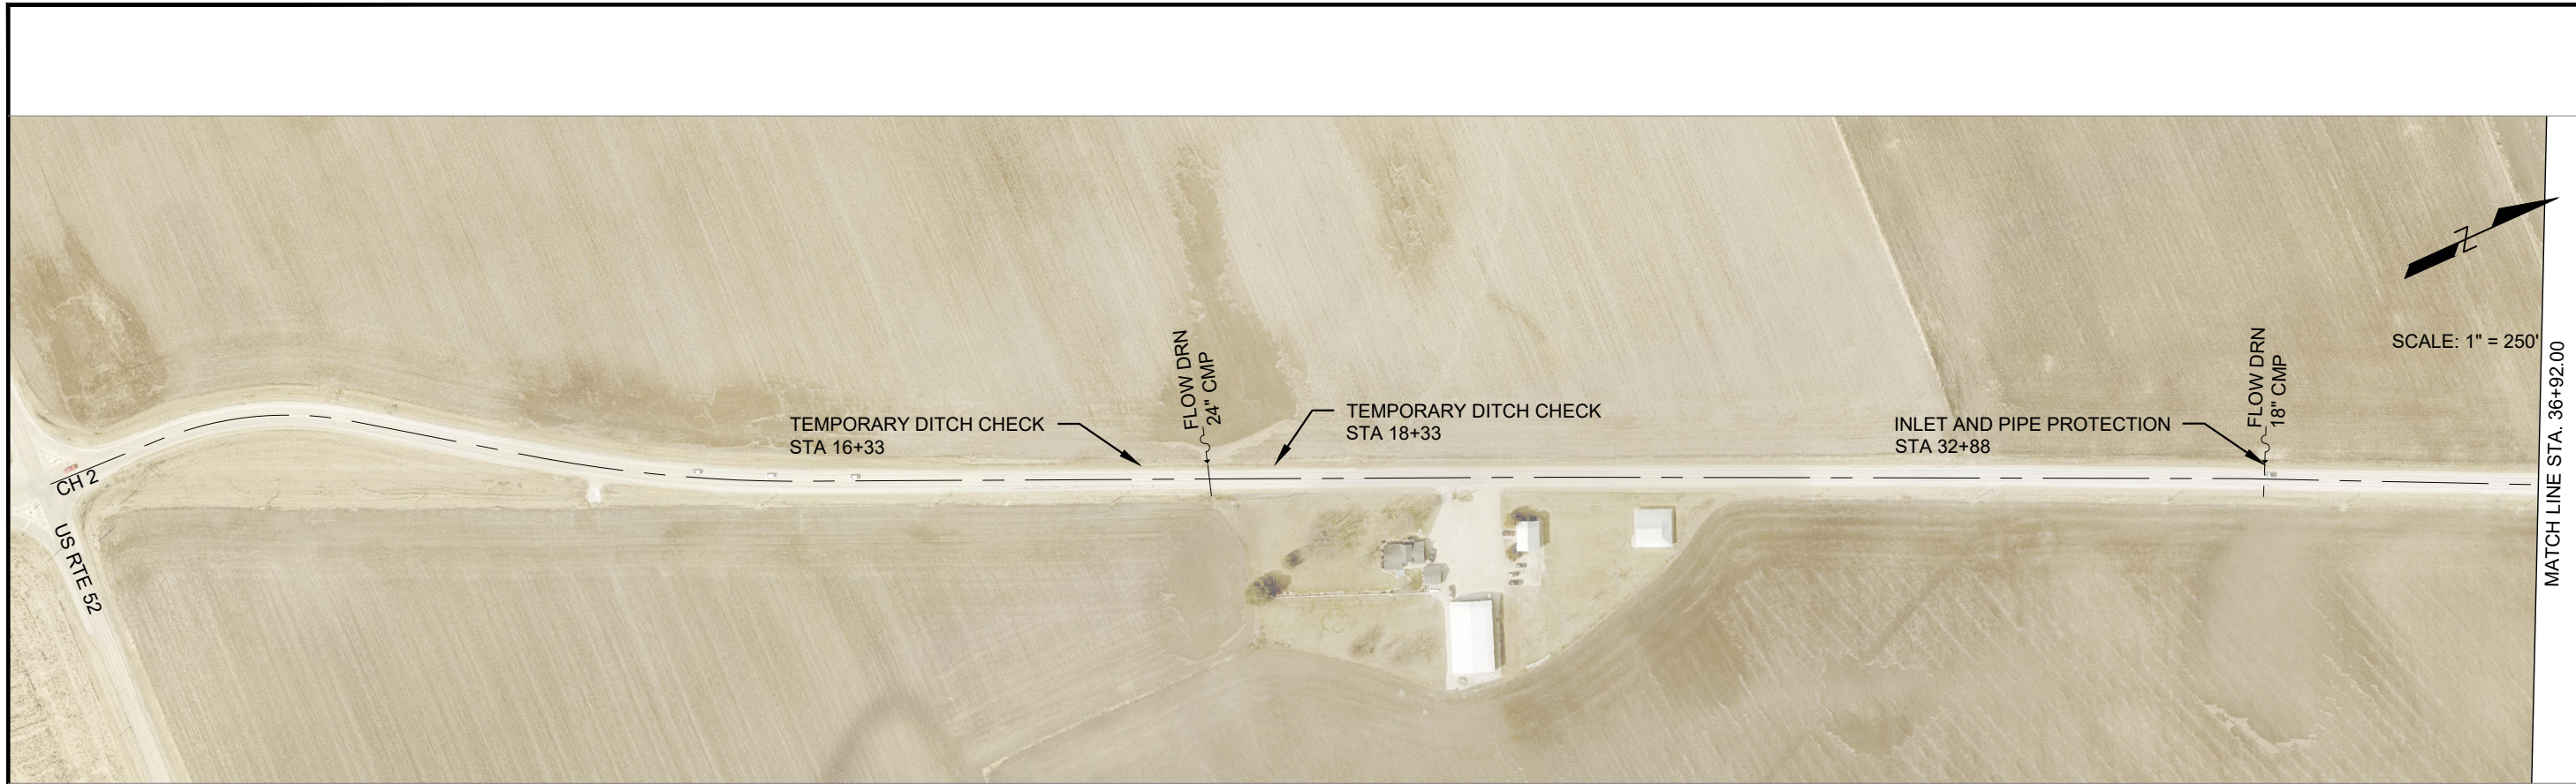 FLOW DRN
24" CMP
TEMPORARY DITCH CHECK
STA 16+33
TEMPORARY DITCH CHECK
STA 18+33
INLET AND PIPE PROTECTION
STA 32+88
FLOW DRN
18" CMP
Z
SCALE: 1" = 250'
MATCH LINE STA. 36+92.00
CH 2
US RTE 52